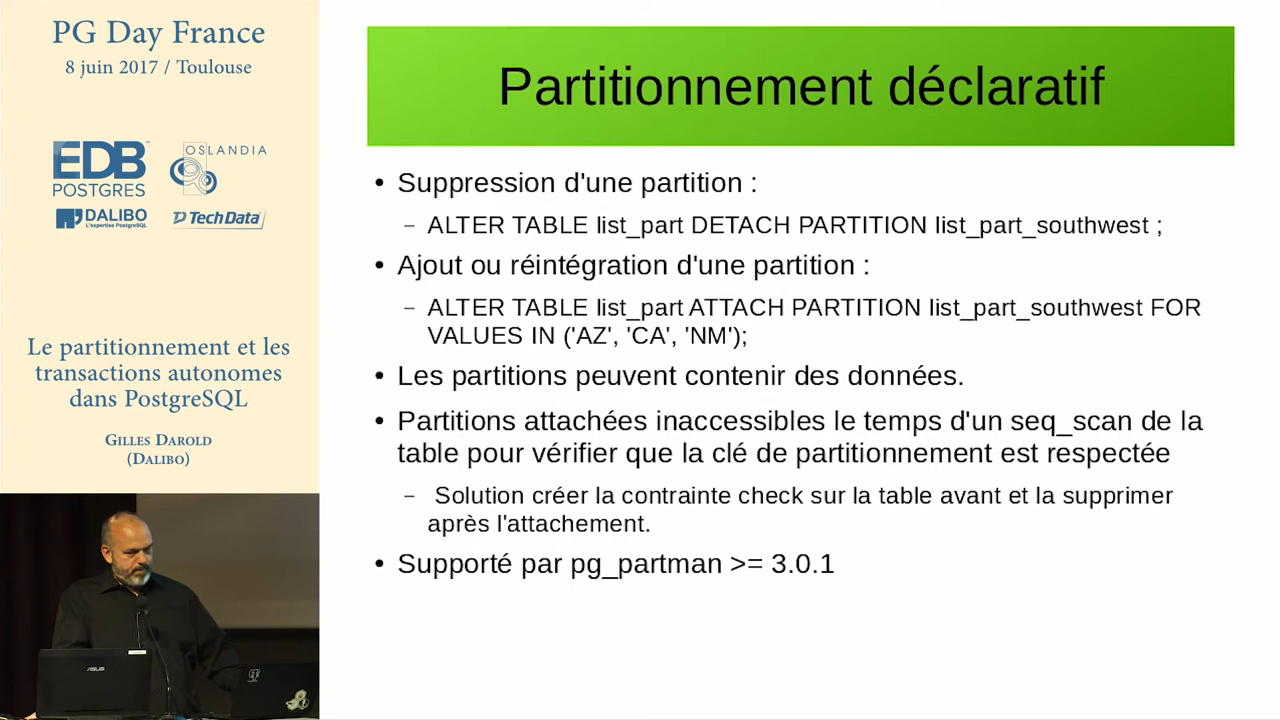 PG Day France
8 juin 2017 / Toulouse
EDB
POSTGRES
OSLANDIA
DALIBO
L'expertise PostgreSQL
TechData
Le partitionnement et les
transactions autonomes
dans PostgreSQL
GILLES DAROLD
(DALIBO)
ASUS
Partitionnement déclaratif
• Suppression d'une partition :
– ALTER TABLE list_part DETACH PARTITION list_part_southwest ;
• Ajout ou réintégration d'une partition :
– ALTER TABLE list_part ATTACH PARTITION list_part_southwest FOR
VALUES IN ('AZ', 'CA', 'NM');
• Les partitions peuvent contenir des données.
• Partitions attachées inaccessibles le temps d'un seq_scan de la
table pour vérifier que la clé de partitionnement est respectée
– Solution créer la contrainte check sur la table avant et la supprimer
après l'attachement.
• Supporté par pg_partman >= 3.0.1